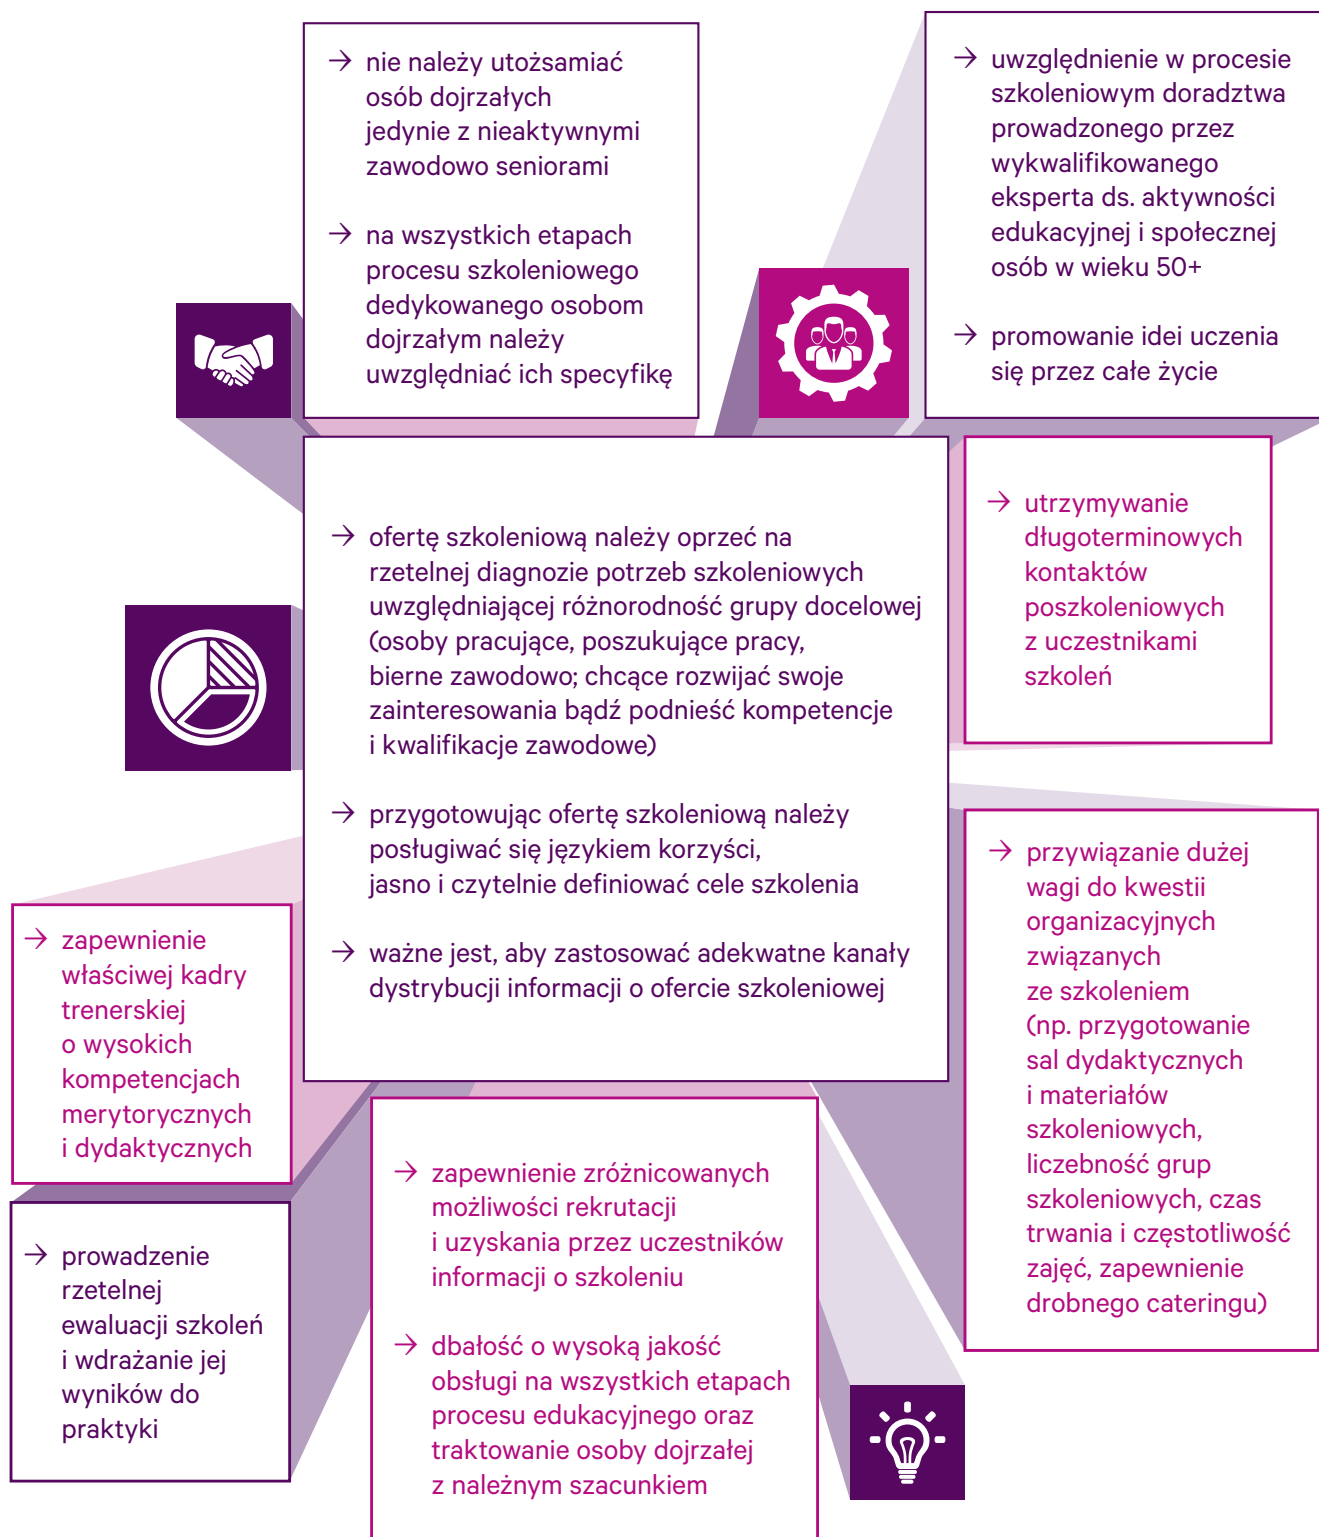 → nie należy utożsamiać
osób dojrzałych
jedynie z nieaktywnymi
zawodowo seniorami
→ na wszystkich etapach
procesu szkoleniowego
dedykowanego osobom
dojrzałym należy
uwzględniać ich specyfikę
→ uwzględnienie w procesie
szkoleniowym doradztwa
prowadzonego przez
wykwalifikowanego
eksperta ds. aktywności
edukacyjnej i społecznej
osób w wieku 50+
→ promowanie idei uczenia
się przez całe życie
→ ofertę szkoleniową należy oprzeć na
rzetelnej diagnozie potrzeb szkoleniowych
uwzględniającej różnorodność grupy docelowej
(osoby pracujące, poszukujące pracy,
bierne zawodowo; chcące rozwijać swoje
zainteresowania bądź podnieść kompetencje
i kwalifikacje zawodowe)
→ przygotowując ofertę szkoleniową należy
posługiwać się językiem korzyści,
jasno i czytelnie definiować cele szkolenia
→ ważne jest, aby zastosować adekwatne kanały
dystrybucji informacji o ofercie szkoleniowej
→ utrzymywanie
długoterminowych
kontaktów
poszkoleniowych
z uczestnikami
szkoleń
→ przywiązanie dużej
wagi do kwestii
organizacyjnych
związanych
ze szkoleniem
(np. przygotowanie
sal dydaktycznych
i materiałów
szkoleniowych,
liczebność grup
szkoleniowych, czas
trwania i częstotliwość
zajęć, zapewnienie
drobnego cateringu)
→ zapewnienie
właściwej kadry
trenerskiej
o wysokich
kompetencjach
merytorycznych
i dydaktycznych
→ prowadzenie
rzetelnej
ewaluacji szkoleń
i wdrażanie jej
wyników do
praktyki
→ zapewnienie zróżnicowanych
możliwości rekrutacji
i uzyskania przez uczestników
informacji o szkoleniu
→ dbałość o wysoką jakość
obsługi na wszystkich etapach
procesu edukacyjnego oraz
traktowanie osoby dojrzałej
z należnym szacunkiem